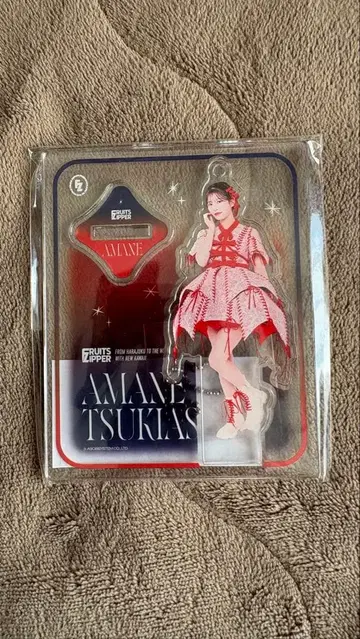 FZ
FRUITS
ZIPPER
AMANE
FRUITS
ZIPPER
FROM HARAJUKU TO THE W
WITH NEW KAWAII
AMANE
TSUKIAS